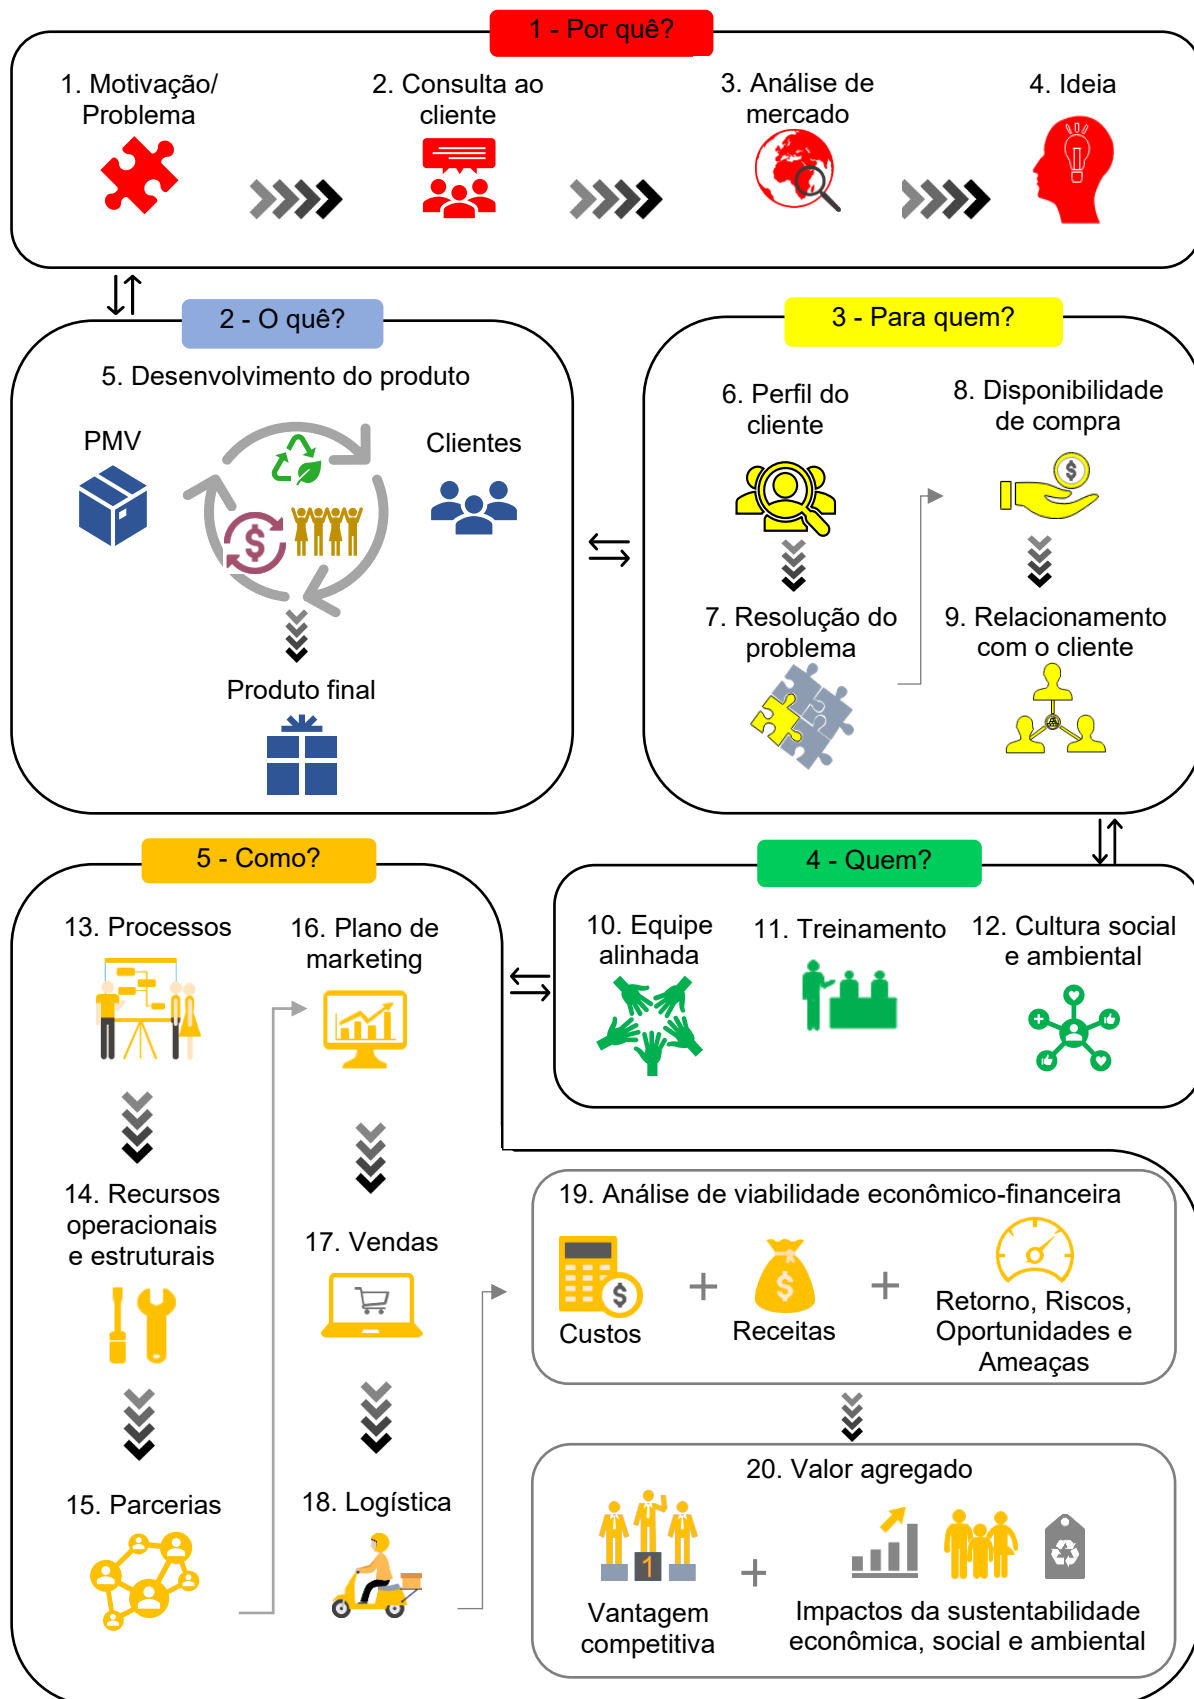 1 - Por quê?
1. Motivação/
Problema
2. Consulta ao
cliente
3. Análise de
mercado
4. Ideia
2 - O quê?
5. Desenvolvimento do produto
PMV
Clientes
$
Produto final
3 - Para quem?
6. Perfil do
cliente
7. Resolução do
problema
8. Disponibilidade
de compra
$
9. Relacionamento
com o cliente
4 - Quem?
10. Equipe
alinhada
11. Treinamento
12. Cultura social
e ambiental
5 - Como?
13. Processos
14. Recursos
operacionais
e estruturais
15. Parcerias
16. Plano de
marketing
17. Vendas
18. Logística
19. Análise de viabilidade econômico-financeira
$
Custos
+
$
Receitas
+
Retorno, Riscos,
Oportunidades e
Ameaças
20. Valor agregado
1
Vantagem
competitiva
+
Impactos da sustentabilidade
econômica, social e ambiental